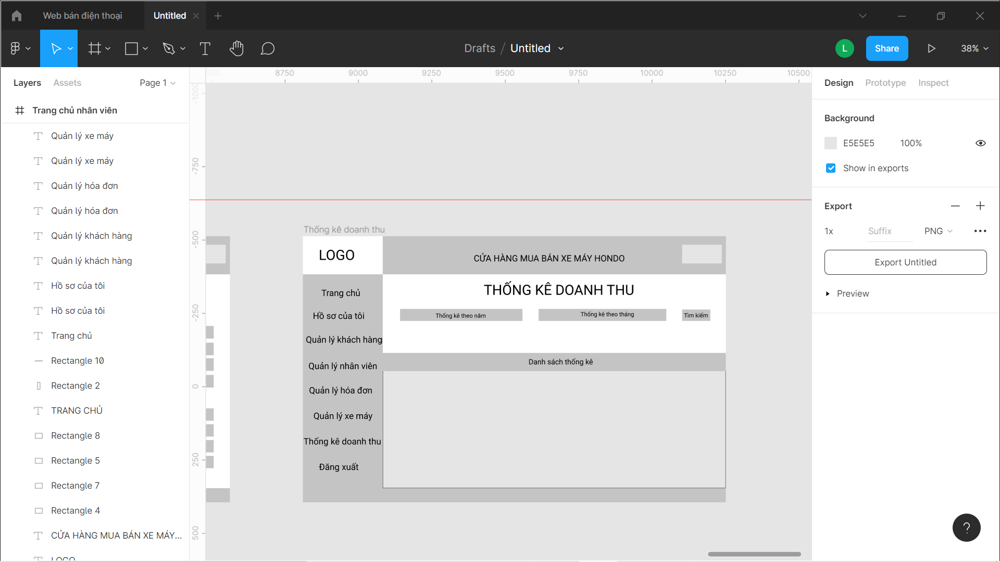 Web bán điện thoại
Untitled
Drafts / Untitled
L
Share
38%
Layers
Assets
Page 1
Trang chủ nhân viên
Quản lý xe máy
Quản lý xe máy
Quản lý hóa đơn
Quản lý hóa đơn
Quản lý khách hàng
Quản lý khách hàng
Hồ sơ của tôi
Hồ sơ của tôi
Trang chủ
Rectangle 10
Rectangle 2
TRANG CHỦ
Rectangle 8
Rectangle 5
Rectangle 7
Rectangle 4
CỬA HÀNG MUA BÁN XE MÁY...
LOGO
500
8750
9000
9250
9500
9750
10000
10250
10500
-1000
-750
-500
-250
0
250
500
Thống kê doanh thu
LOGO
CỬA HÀNG MUA BÁN XE MÁY HONDO
Trang chủ
Hồ sơ của tôi
Quản lý khách hàng
Quản lý nhân viên
Quản lý hóa đơn
Quản lý xe máy
Thống kê doanh thu
Đăng xuất
THỐNG KÊ DOANH THU
Thống kê theo năm
Thống kê theo tháng
Tìm kiếm
Danh sách thống kê
Design
Prototype
Inspect
Background
E5E5E5
100%
Show in exports
Export
1x
Suffix
PNG
Export Untitled
Preview
?